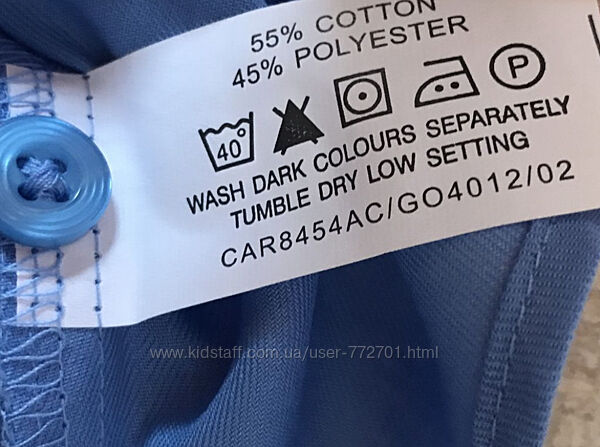 55% COTTON
45% POLYESTER
40° P
WASH DARK COLOURS SEPARATELY
TUMBLE DRY LOW SETTING
CAR8454AC/GO4012/02
www.kidstaff.com.ua/user-772701.html